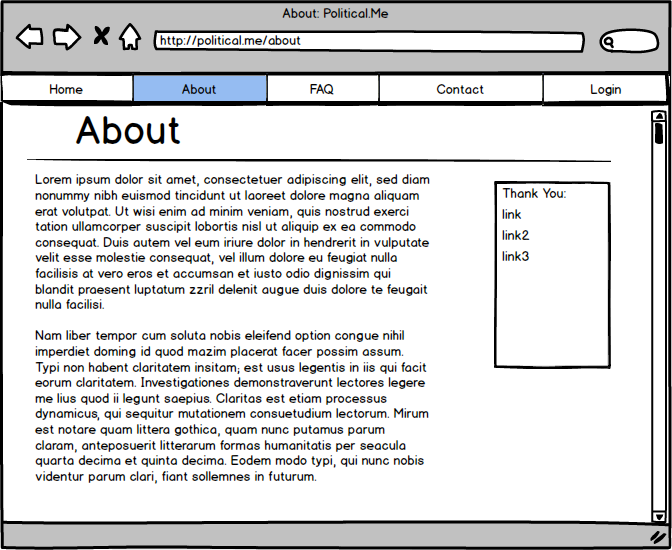 About: Political.Me
http://political.me/about
Home
About
FAQ
Contact
Login
About
Lorem ipsum dolor sit amet, consectetuer adipiscing elit, sed diam
nonummy nibh euismod tincidunt ut laoreet dolore magna aliquam
erat volutpat. Ut wisi enim ad minim veniam, quis nostrud exerci
tation ullamcorper suscipit lobortis nisl ut aliquip ex ea commodo
consequat. Duis autem vel eum iriure dolor in hendrerit in vulputate
velit esse molestie consequat, vel illum dolore eu feugiat nulla
facilisis at vero eros et accumsan et iusto odio dignissim qui
blandit praesent luptatum zzril delenit augue duis dolore te feugait
nulla facilisi.
Nam liber tempor cum soluta nobis eleifend option congue nihil
imperdiet doming id quod mazim placerat facer possim assum.
Typi non habent claritatem insitam; est usus legentis in iis qui facit
eorum claritatem. Investigationes demonstraverunt lectores legere
me lius quod ii legunt saepius. Claritas est etiam processus
dynamicus, qui sequitur mutationem consuetudium lectorum. Mirum
est notare quam littera gothica, quam nunc putamus parum
claram, anteposuerit litterarum formas humanitatis per seacula
quarta decima et quinta decima. Eodem modo typi, qui nunc nobis
videntur parum clari, fiant sollemnes in futurum.
Thank You:
link
link2
link3